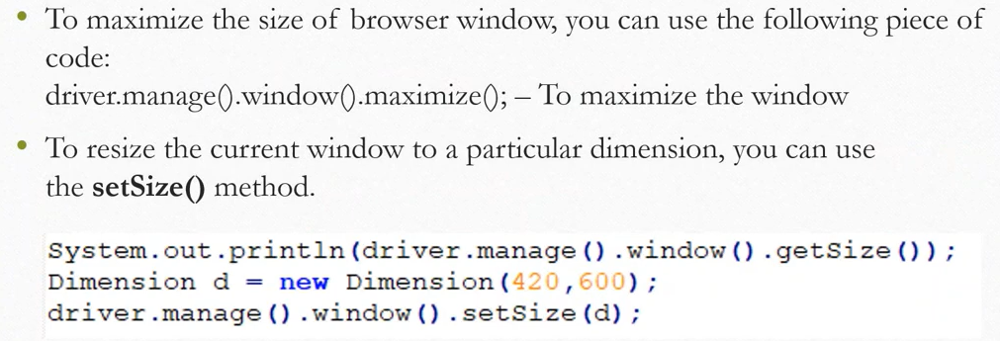 • To maximize the size of browser window, you can use the following piece of
code:
driver.manage().window().maximize(); – To maximize the window
• To resize the current window to a particular dimension, you can use
the setSize() method.
System.out.println(driver.manage().window().getSize());
Dimension d = new Dimension(420,600);
driver.manage().window().setSize(d);